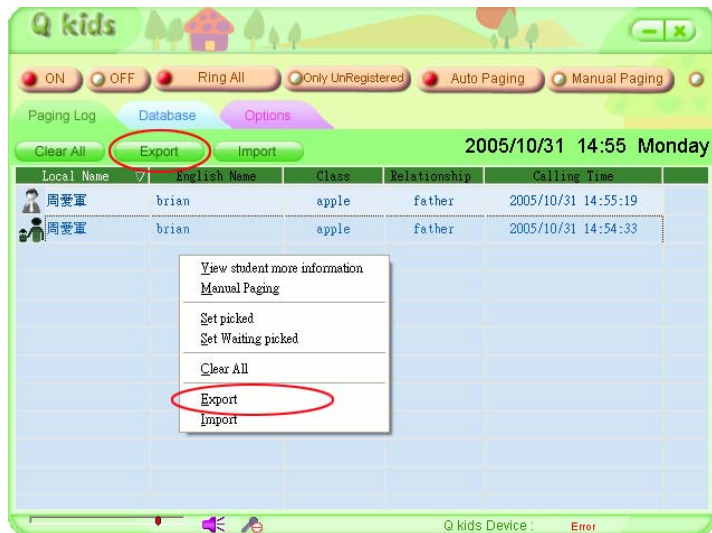 Q kids
ON OFF Ring All Only UnRegistered Auto Paging Manual Paging
Paging Log Database Options
Clear All Export Import 2005/10/31 14:55 Monday
Local Name English Name Class Relationship Calling Time
周愛軍 brian apple father 2005/10/31 14:55:19
周愛軍 brian apple father 2005/10/31 14:54:33
View student more information
Manual Paging
Set picked
Set Waiting picked
Clear All
Export
Import
Q kids Device : Error